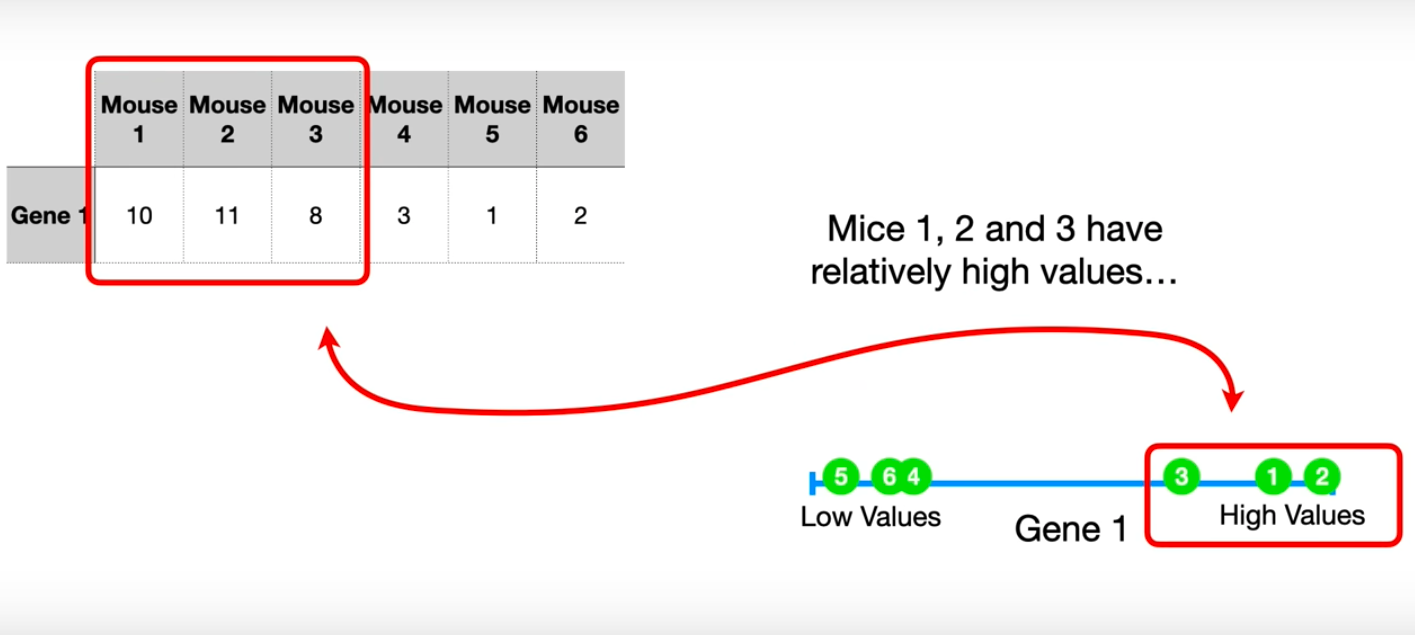 Mouse 1 Mouse 2 Mouse 3 Mouse 4 Mouse 5 Mouse 6
Gene 1 10 11 8 3 1 2
Mice 1, 2 and 3 have
relatively high values...
5 6 4 3 1 2
Low Values Gene 1 High Values